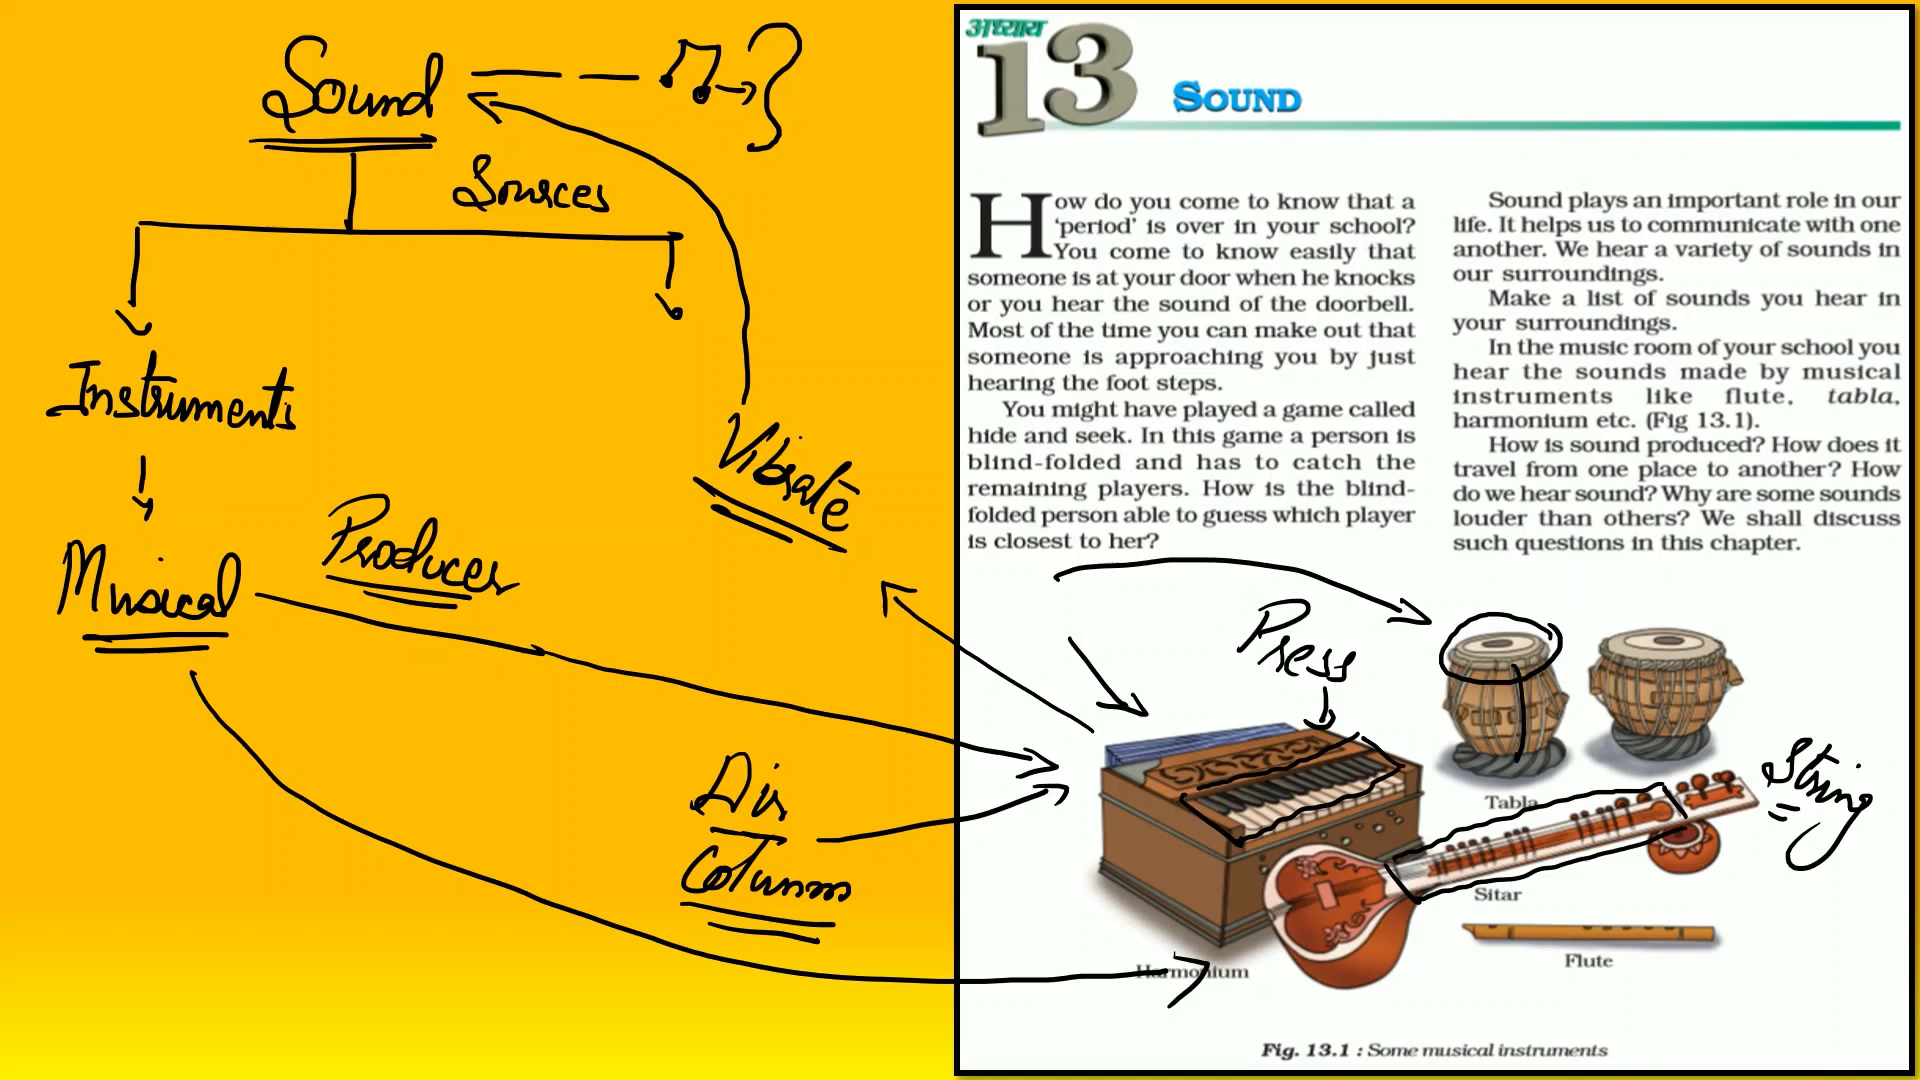 Sound
Sources
Instruments
Musical
Produces
Vibrate
Air
Column
अध्याय
13
SOUND
How do you come to know that a
'period' is over in your school?
You come to know easily that
someone is at your door when he knocks
or you hear the sound of the doorbell.
Most of the time you can make out that
someone is approaching you by just
hearing the foot steps.
You might have played a game called
hide and seek. In this game a person is
blind-folded and has to catch the
remaining players. How is the blind-
folded person able to guess which player
is closest to her?
Sound plays an important role in our
life. It helps us to communicate with one
another. We hear a variety of sounds in
our surroundings.
Make a list of sounds you hear in
your surroundings.
In the music room of your school you
hear the sounds made by musical
instruments like flute, tabla,
harmonium etc. (Fig 13.1).
How is sound produced? How does it
travel from one place to another? How
do we hear sound? Why are some sounds
louder than others? We shall discuss
such questions in this chapter.
Press
String
Tabla
Sitar
Flute
Harmonium
Fig. 13.1 : Some musical instruments